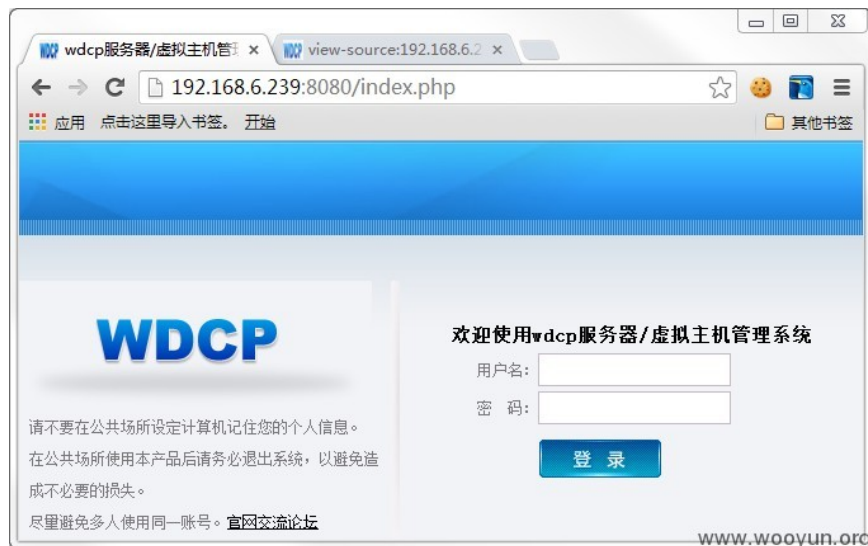 wdcp服务器/虚拟主机管理
view-source:192.168.6.2
192.168.6.239:8080/index.php
应用 点击这里导入书签。 开始 其他书签
WDCP
请不要在公共场所设定计算机记住您的个人信息。
在公共场所使用本产品后请务必退出系统，以避免造
成不必要的损失。
尽量避免多人使用同一账号。官网交流论坛
欢迎使用wdcp服务器/虚拟主机管理系统
用户名:
密 码:
登 录
www.wooyun.org